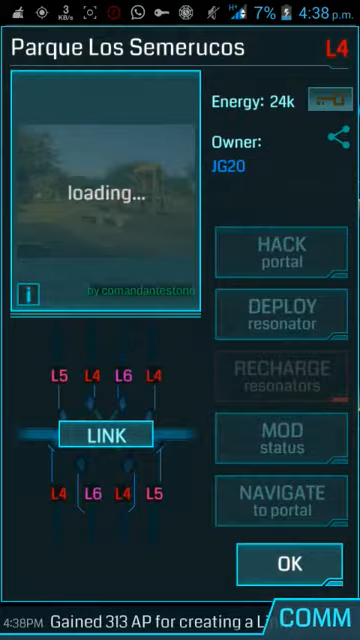 3
KB/s
H+
7%
4:38 p.m.
Parque Los Semerucos
L4
Energy: 24k
Owner:
JG20
loading...
i
by comandantestono
HACK
portal
DEPLOY
resonator
RECHARGE
resonators
MOD
status
NAVIGATE
to portal
L5 L4 L6 L4
LINK
L4 L6 L4 L5
OK
4:38PM Gained 313 AP for creating a Lin
COMM